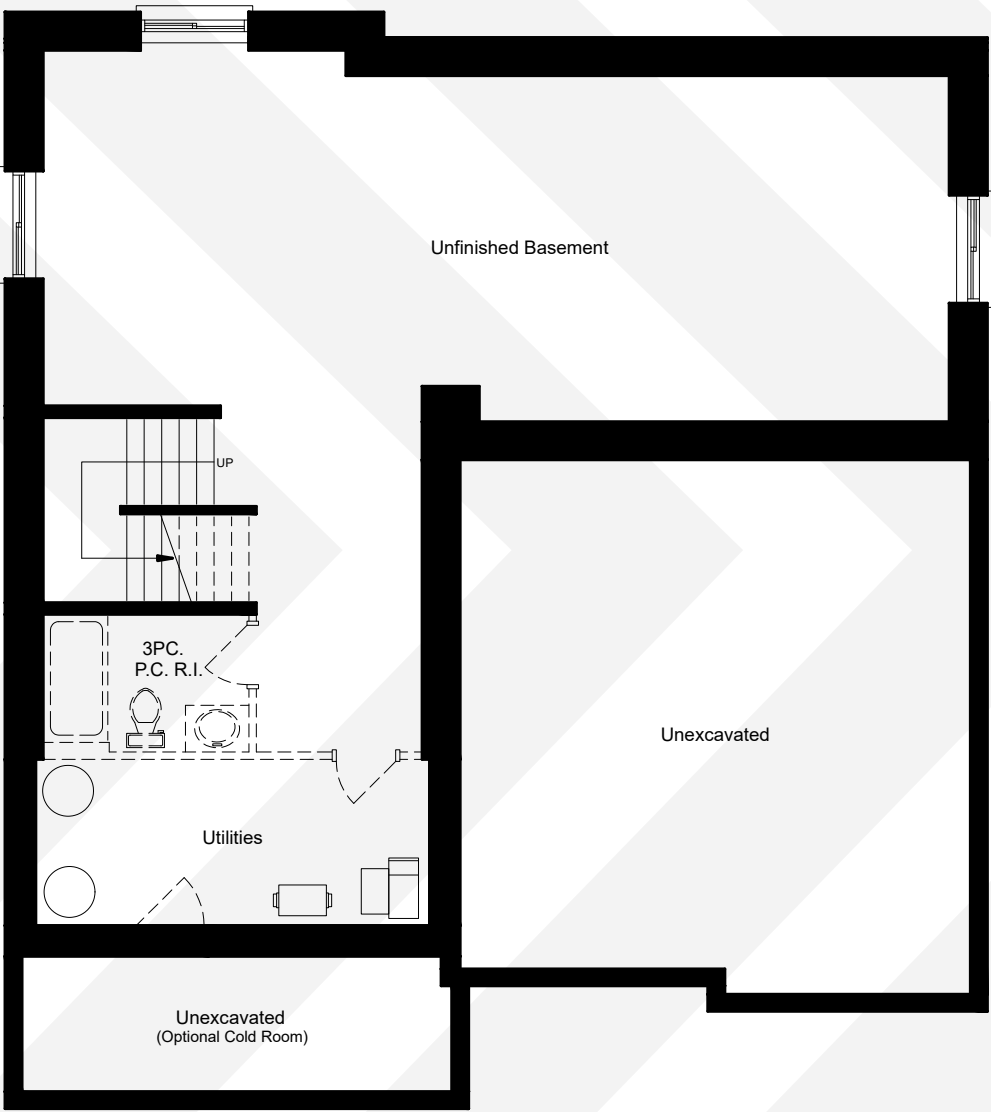 Unfinished Basement
UP
3PC.
P.C. R.I.
Unexcavated
Utilities
Unexcavated
(Optional Cold Room)